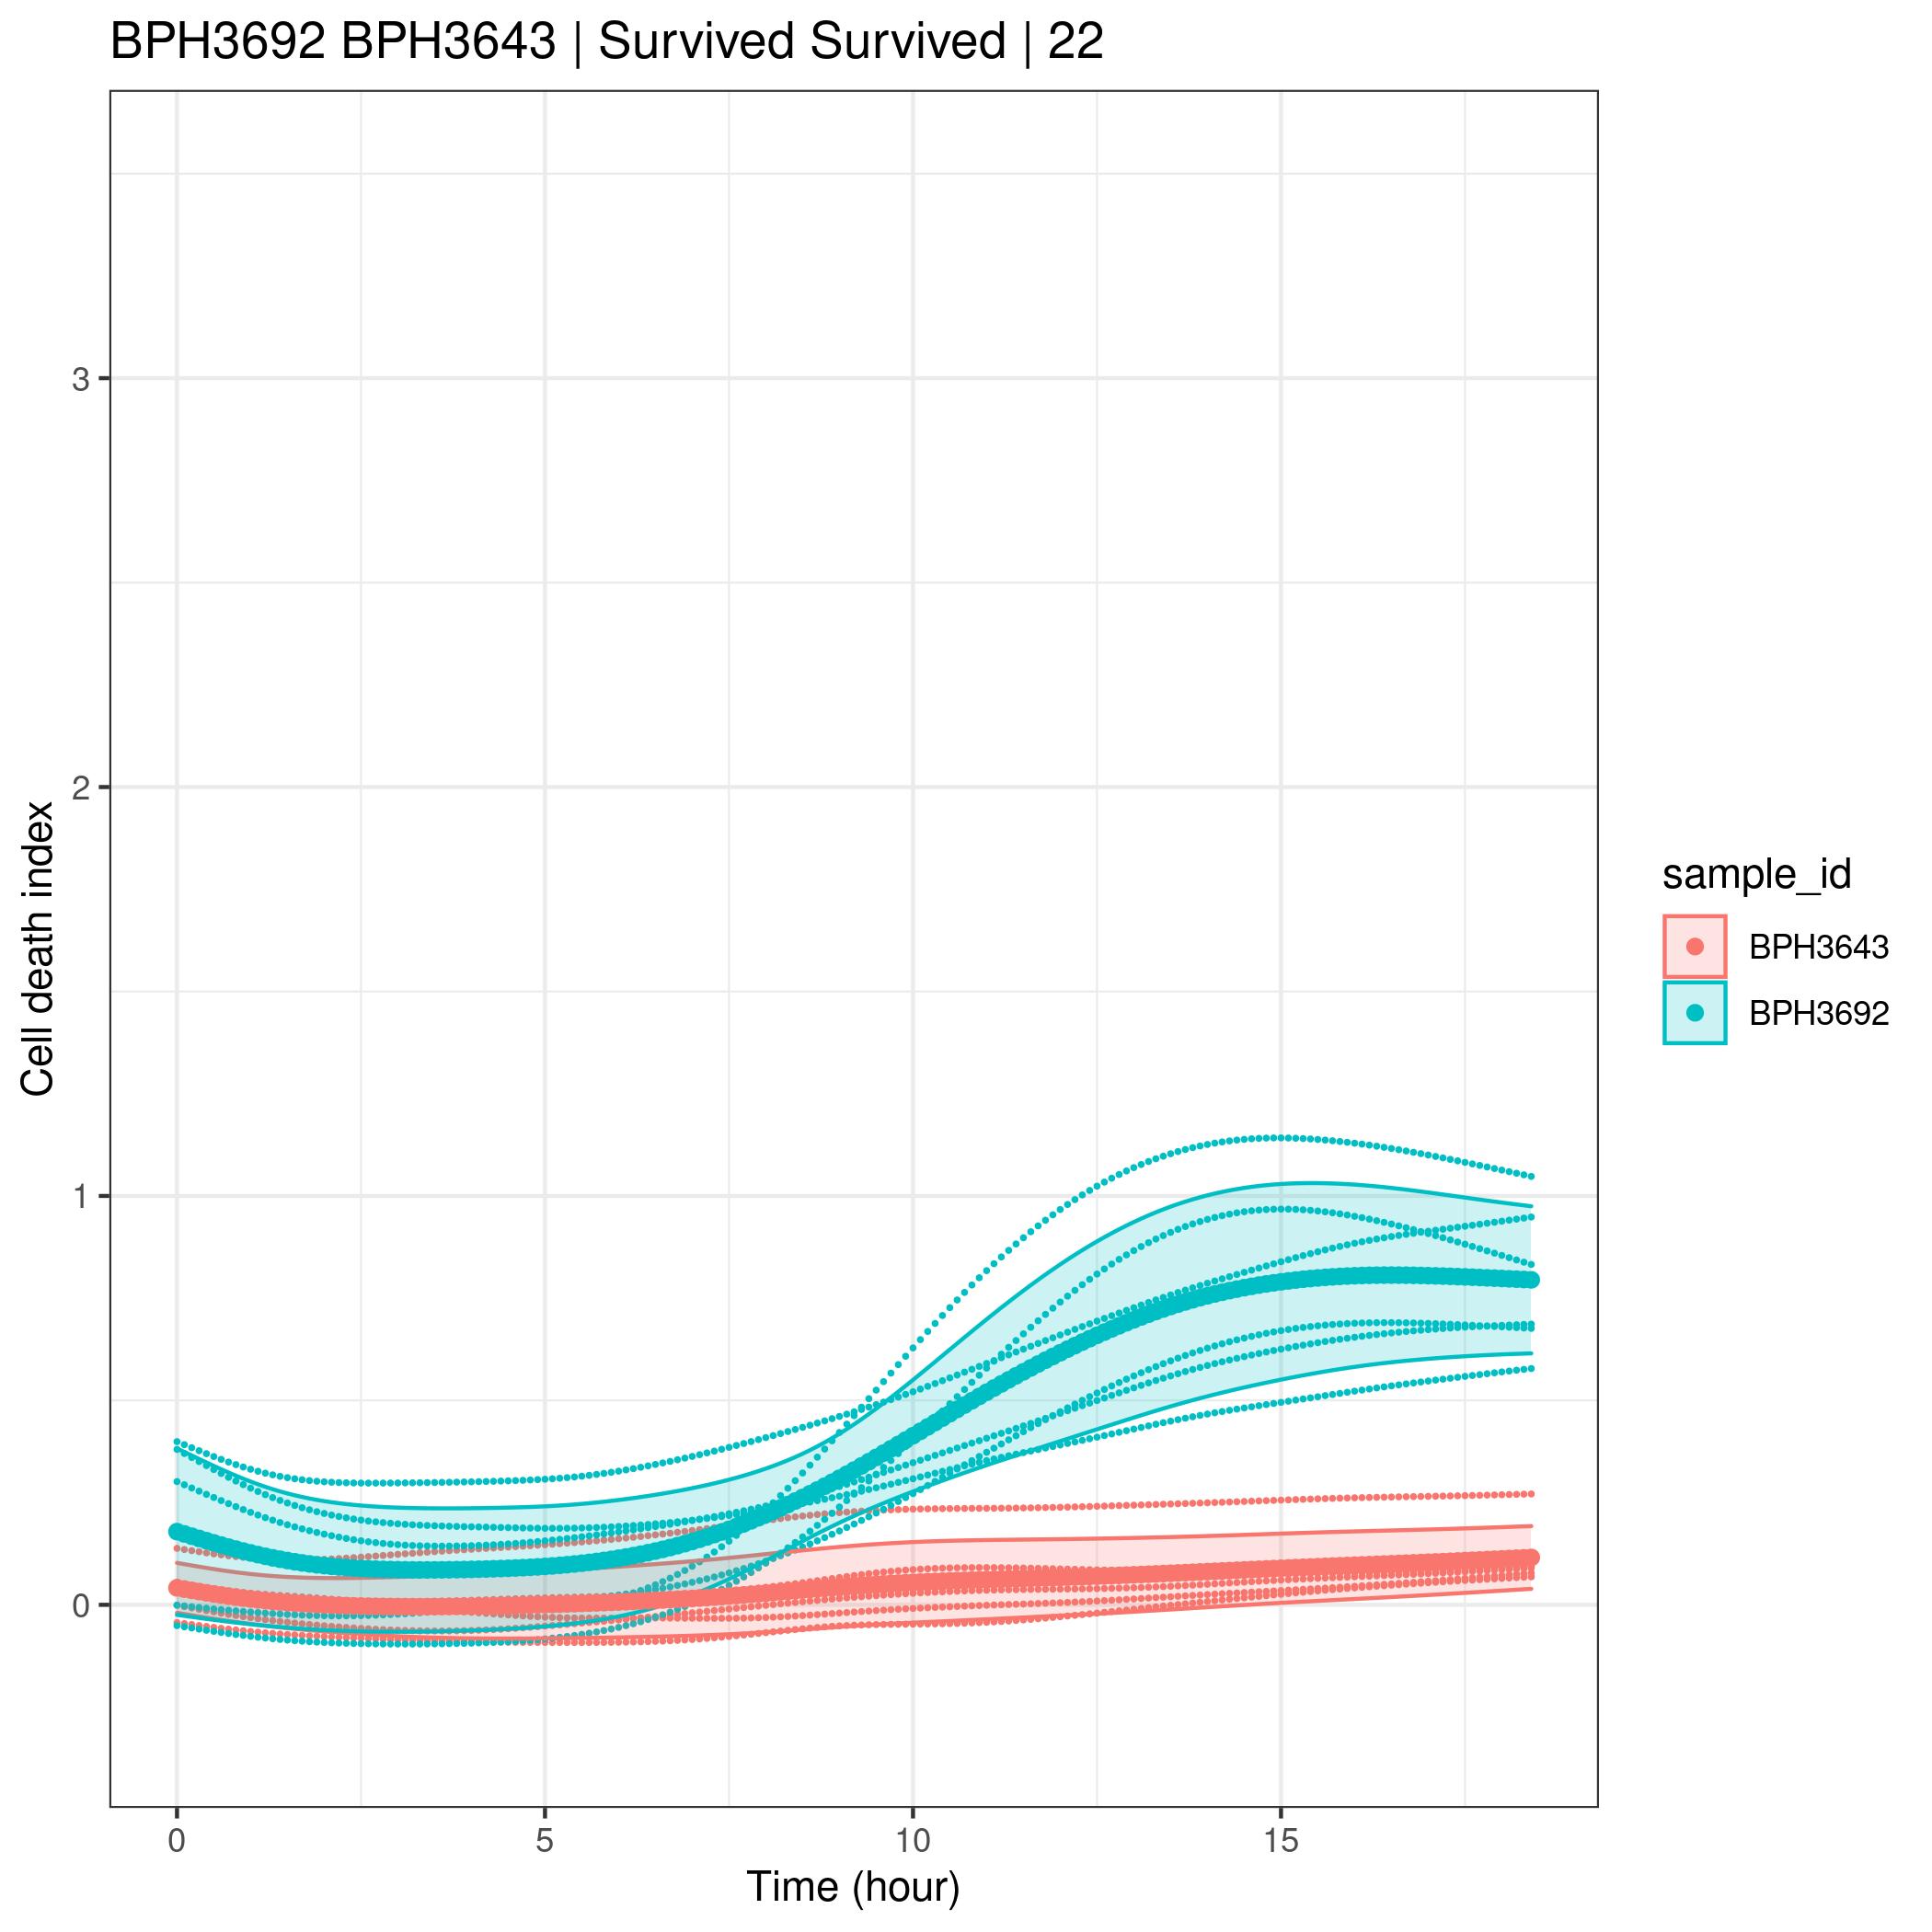 BPH3692 BPH3643 | Survived Survived | 22
3
2
1
0
Cell death index
0 5 10 15
Time (hour)
sample_id
BPH3643
BPH3692